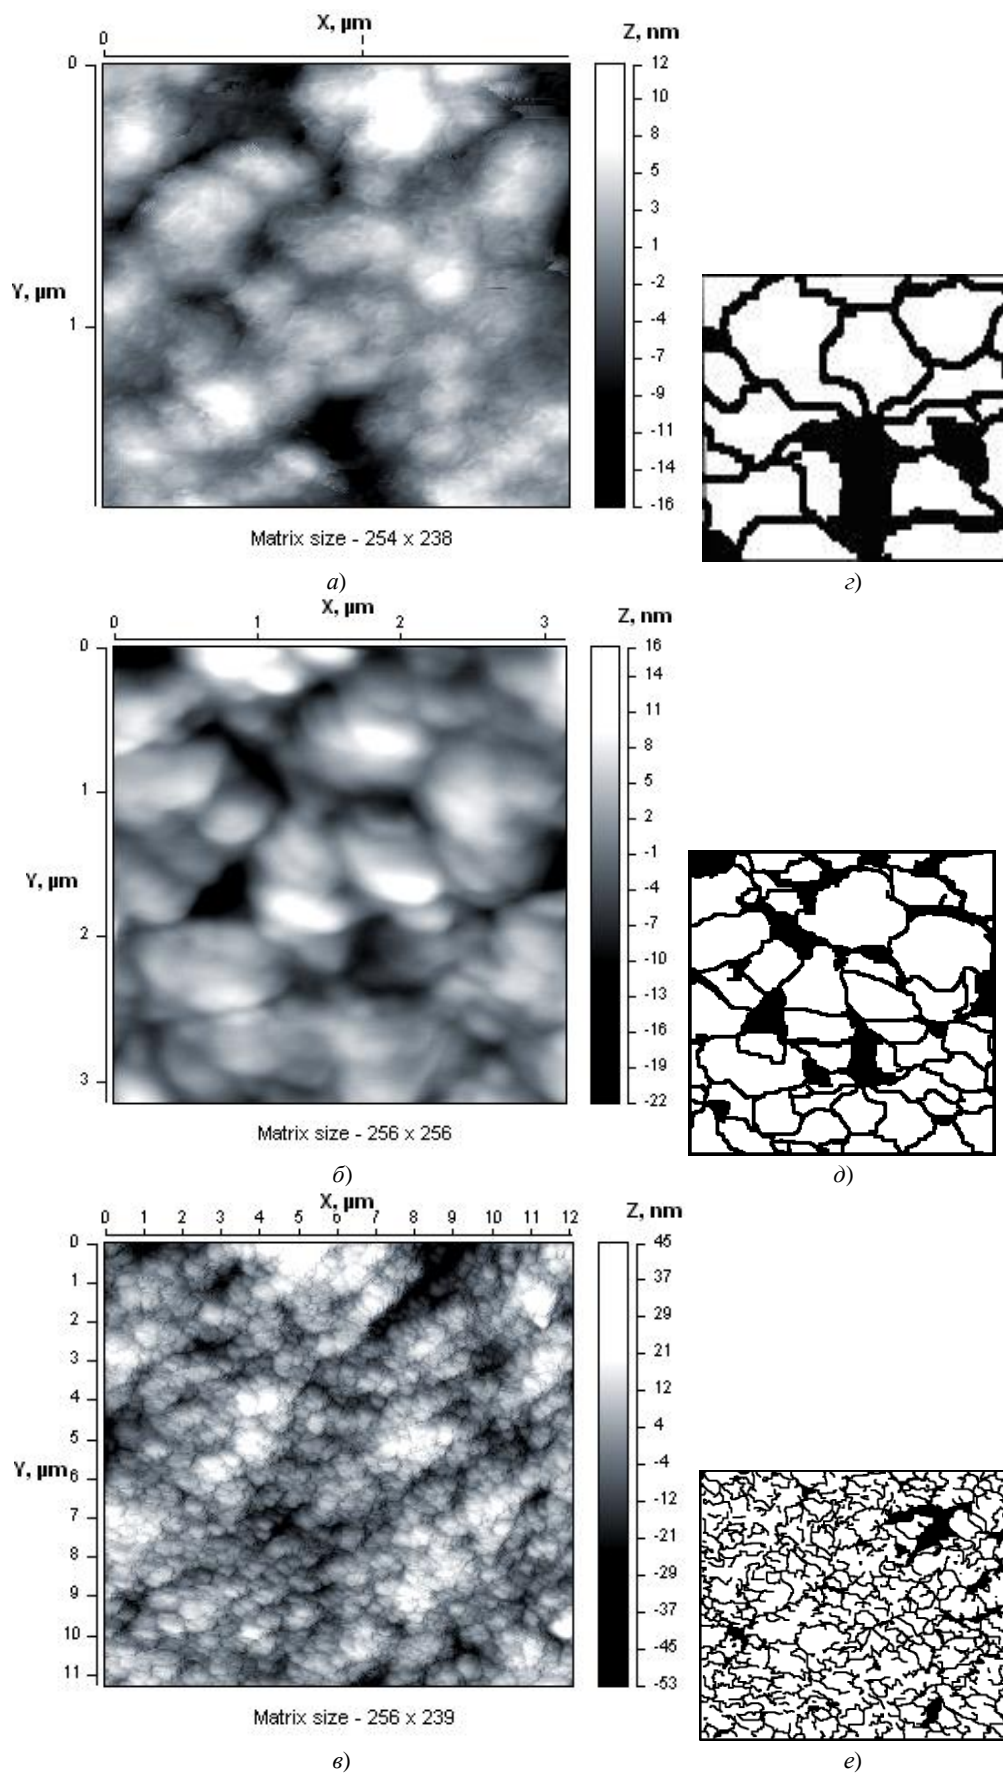 X, μm
0
Z, nm
0
1
Y, μm
12
10
8
5
3
1
-2
-4
-7
-9
-11
-14
-16
Matrix size - 254 x 238
а)
г)
X, μm
0 1 2 3
Z, nm
0
1
2
3
Y, μm
16
14
11
8
5
2
-1
-4
-7
-10
-13
-16
-19
-22
Matrix size - 256 x 256
б)
д)
X, μm
0 1 2 3 4 5 6 7 8 9 10 11 12
Z, nm
0
1
2
3
4
5
6
7
8
9
10
11
Y, μm
45
37
29
21
12
4
-4
-12
-21
-29
-37
-45
-53
Matrix size - 256 x 239
в)
е)